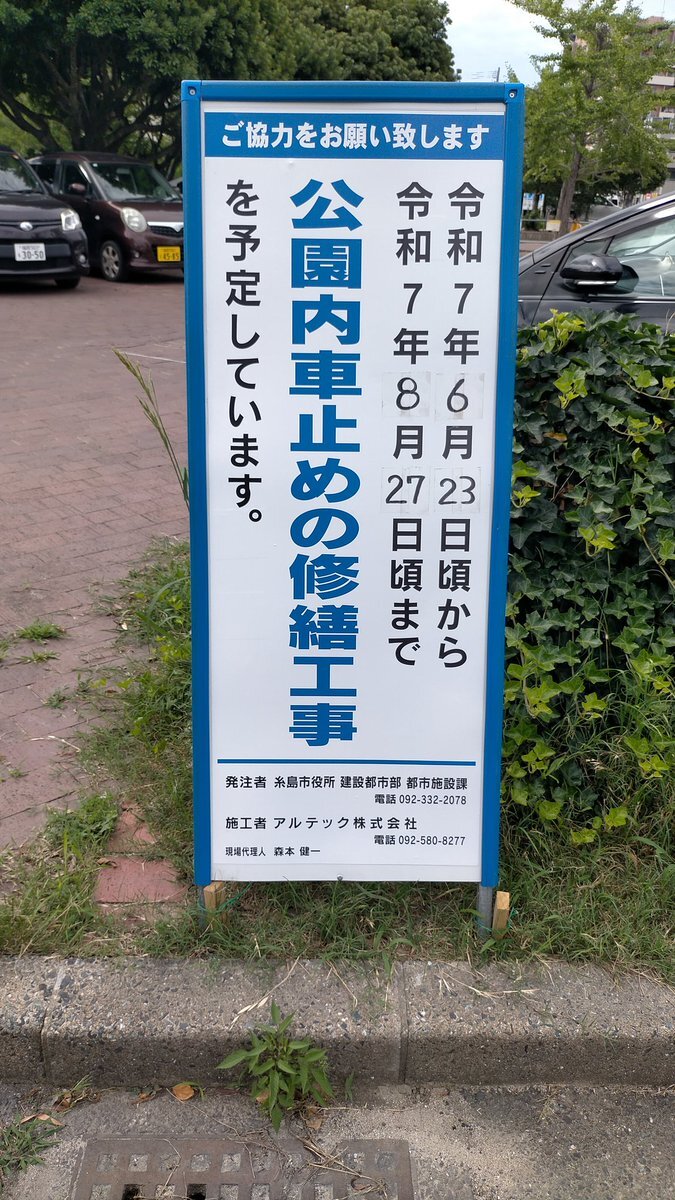 ご協力をお願い致します
令和7年6月23日頃から
令和7年8月27日頃まで
公園内車止めの修繕工事
を予定しています。
発注者 糸島市役所 建設都市部 都市施設課
電話 092-332-2078
施工者 アルテック株式会社
電話 092-580-8277
現場代理人 森本 健一
30-50
45-85